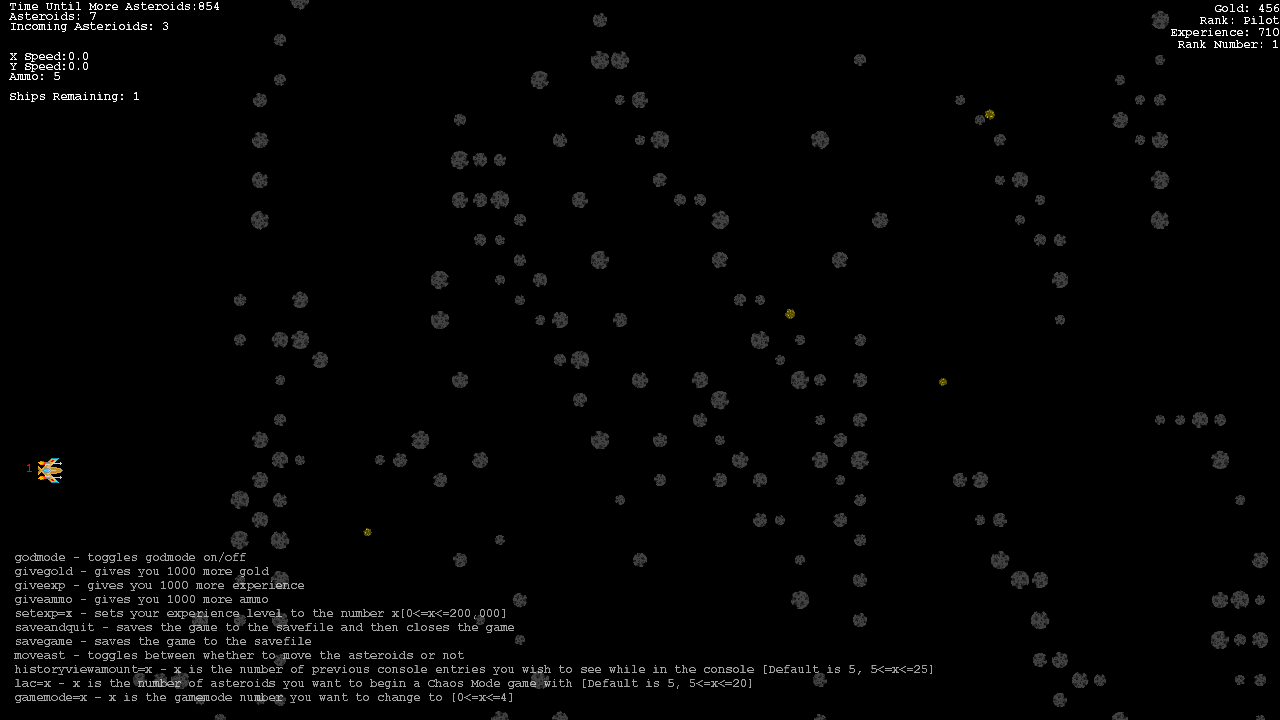 Time Until More Asteroids:854
Asteroids: 7
Incoming Asterioids: 3
X Speed:0.0
Y Speed:0.0
Ammo: 5
Ships Remaining: 1
Gold: 456
Rank: Pilot
Experience: 710
Rank Number: 1
1
godmode - toggles godmode on/off
givegold - gives you 1000 more gold
giveexp - gives you 1000 more experience
giveammo - gives you 1000 more ammo
setexp=x - sets your experience level to the number x[0<=x<=200,000]
saveandquit - saves the game to the savefile and then closes the game
savegame - saves the game to the savefile
moveast - toggles between whether to move the asteroids or not
historyviewamount=x - x is the number of previous console entries you wish to see while in the console [Default is 5, 5<=x<=25]
lac=x - x is the number of asteroids you want to begin a Chaos Mode game with [Default is 5, 5<=x<=20]
gamemode=x - x is the gamemode number you want to change to [0<=x<=4]